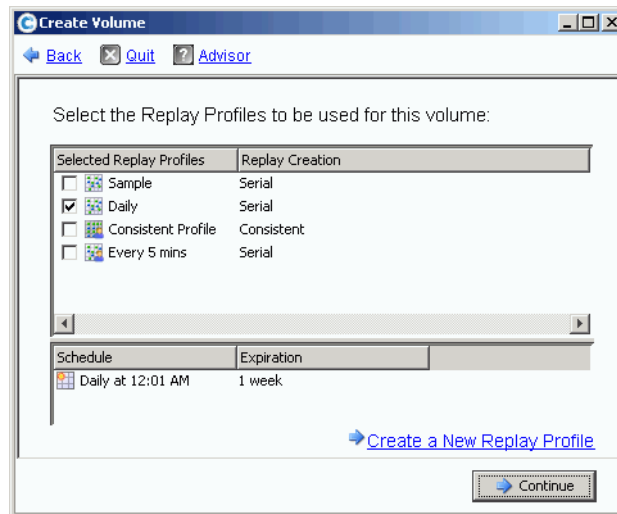 Create Volume
Back Quit ? Advisor
Select the Replay Profiles to be used for this volume:
Selected Replay Profiles Replay Creation
Sample Serial
Daily Serial
Consistent Profile Consistent
Every 5 mins Serial
Schedule Expiration
Daily at 12:01 AM 1 week
Create a New Replay Profile
Continue